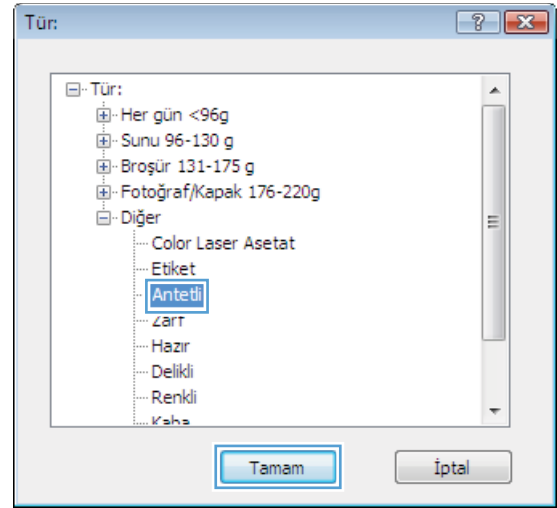 Tür:
Tür:
Her gün <96g
Sunu 96-130 g
Broşür 131-175 g
Fotoğraf/Kapak 176-220g
Diğer
Color Laser Asetat
Etiket
Antetli
Zarf
Hazır
Delikli
Renkli
Kaba
Tamam
İptal